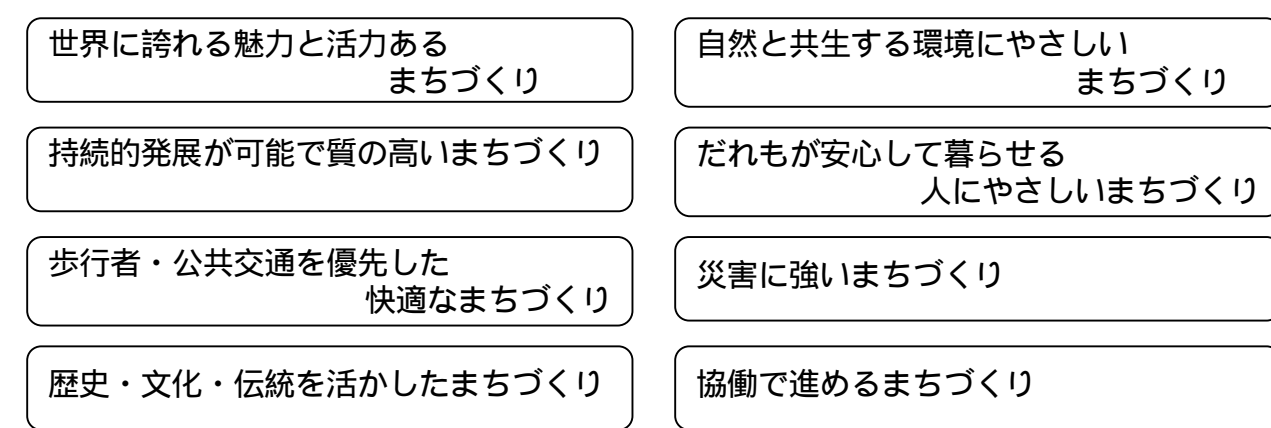 世界に誇れる魅力と活力ある
まちづくり
持続的発展が可能で質の高いまちづくり
歩行者・公共交通を優先した
快適なまちづくり
歴史・文化・伝統を活かしたまちづくり
自然と共生する環境にやさしい
まちづくり
だれもが安心して暮らせる
人にやさしいまちづくり
災害に強いまちづくり
協働で進めるまちづくり